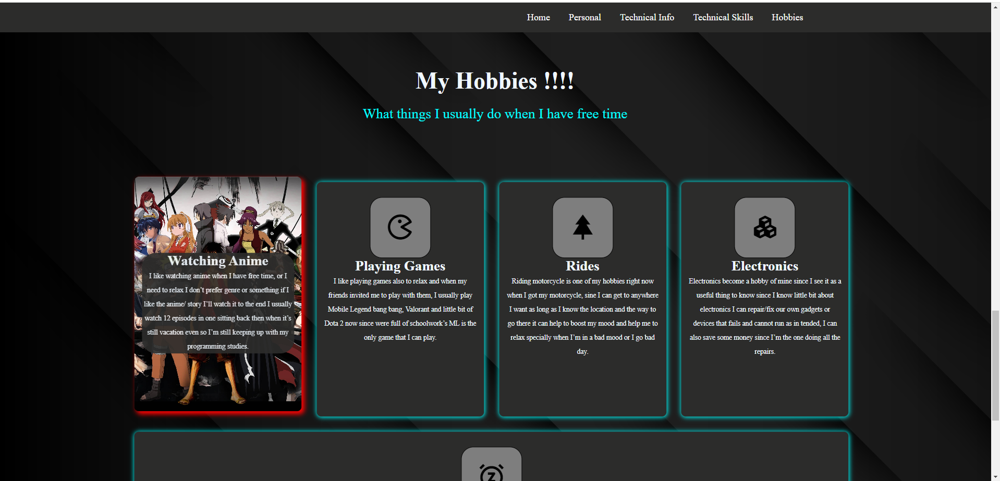 Home Personal Technical Info Technical Skills Hobbies
My Hobbies !!!!
What things I usually do when I have free time
Watching Anime
I like watching anime when I have free time, or I
need to relax I don’t prefer genre or something if I
like the anime/ story I’ll watch it to the end I usually
watch 12 episodes in one sitting back then when it’s
still vacation even so I’m still keeping up with my
programming studies.
Playing Games
I like playing games also to relax and when my
friends invited me to play with them, I usually play
Mobile Legend bang bang, Valorant and little bit of
Dota 2 now since were full of schoolwork’s ML is the
only game that I can play.
Rides
Riding motorcycle is one of my hobbies right now
when I got my motorcycle, sine I can get to anywhere
I want as long as I know the location and the way to
go there it can help to boost my mood and help me to
relax specially when I’m in a bad mood or I go bad
day.
Electronics
Electronics become a hobby of mine since I see it as a
useful thing to know since I know little bit about
electronics I can repair/fix our own gadgets or
devices that fails and cannot run as in tended, I can
also save some money since I’m the one doing all the
repairs.